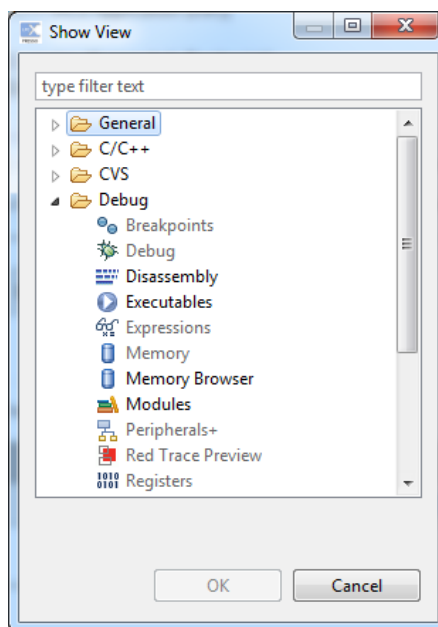 Show View
type filter text
General
C/C++
CVS
Debug
Breakpoints
Debug
Disassembly
Executables
Expressions
Memory
Memory Browser
Modules
Peripherals+
Red Trace Preview
Registers
OK
Cancel